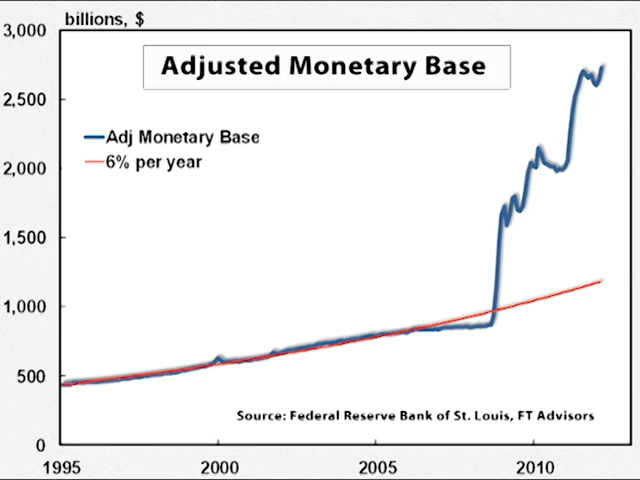 billions, $
Adjusted Monetary Base
3,000
2,500
2,000
1,500
1,000
500
0
Adj Monetary Base
6% per year
Source: Federal Reserve Bank of St. Louis, FT Advisors
1995
2000
2005
2010